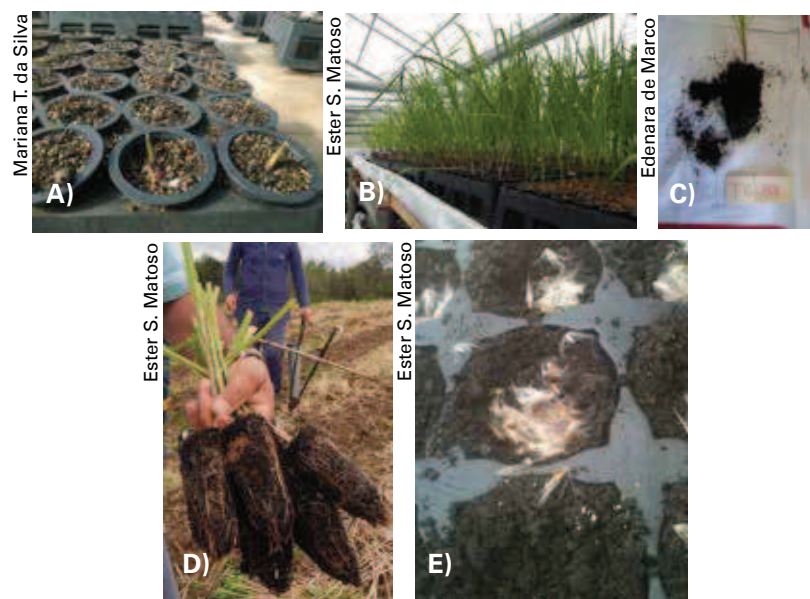 Mariana T. da Silva
A)
Ester S. Matoso
B)
Edenara de Marco
C)
Ester S. Matoso
D)
Ester S. Matoso
E)